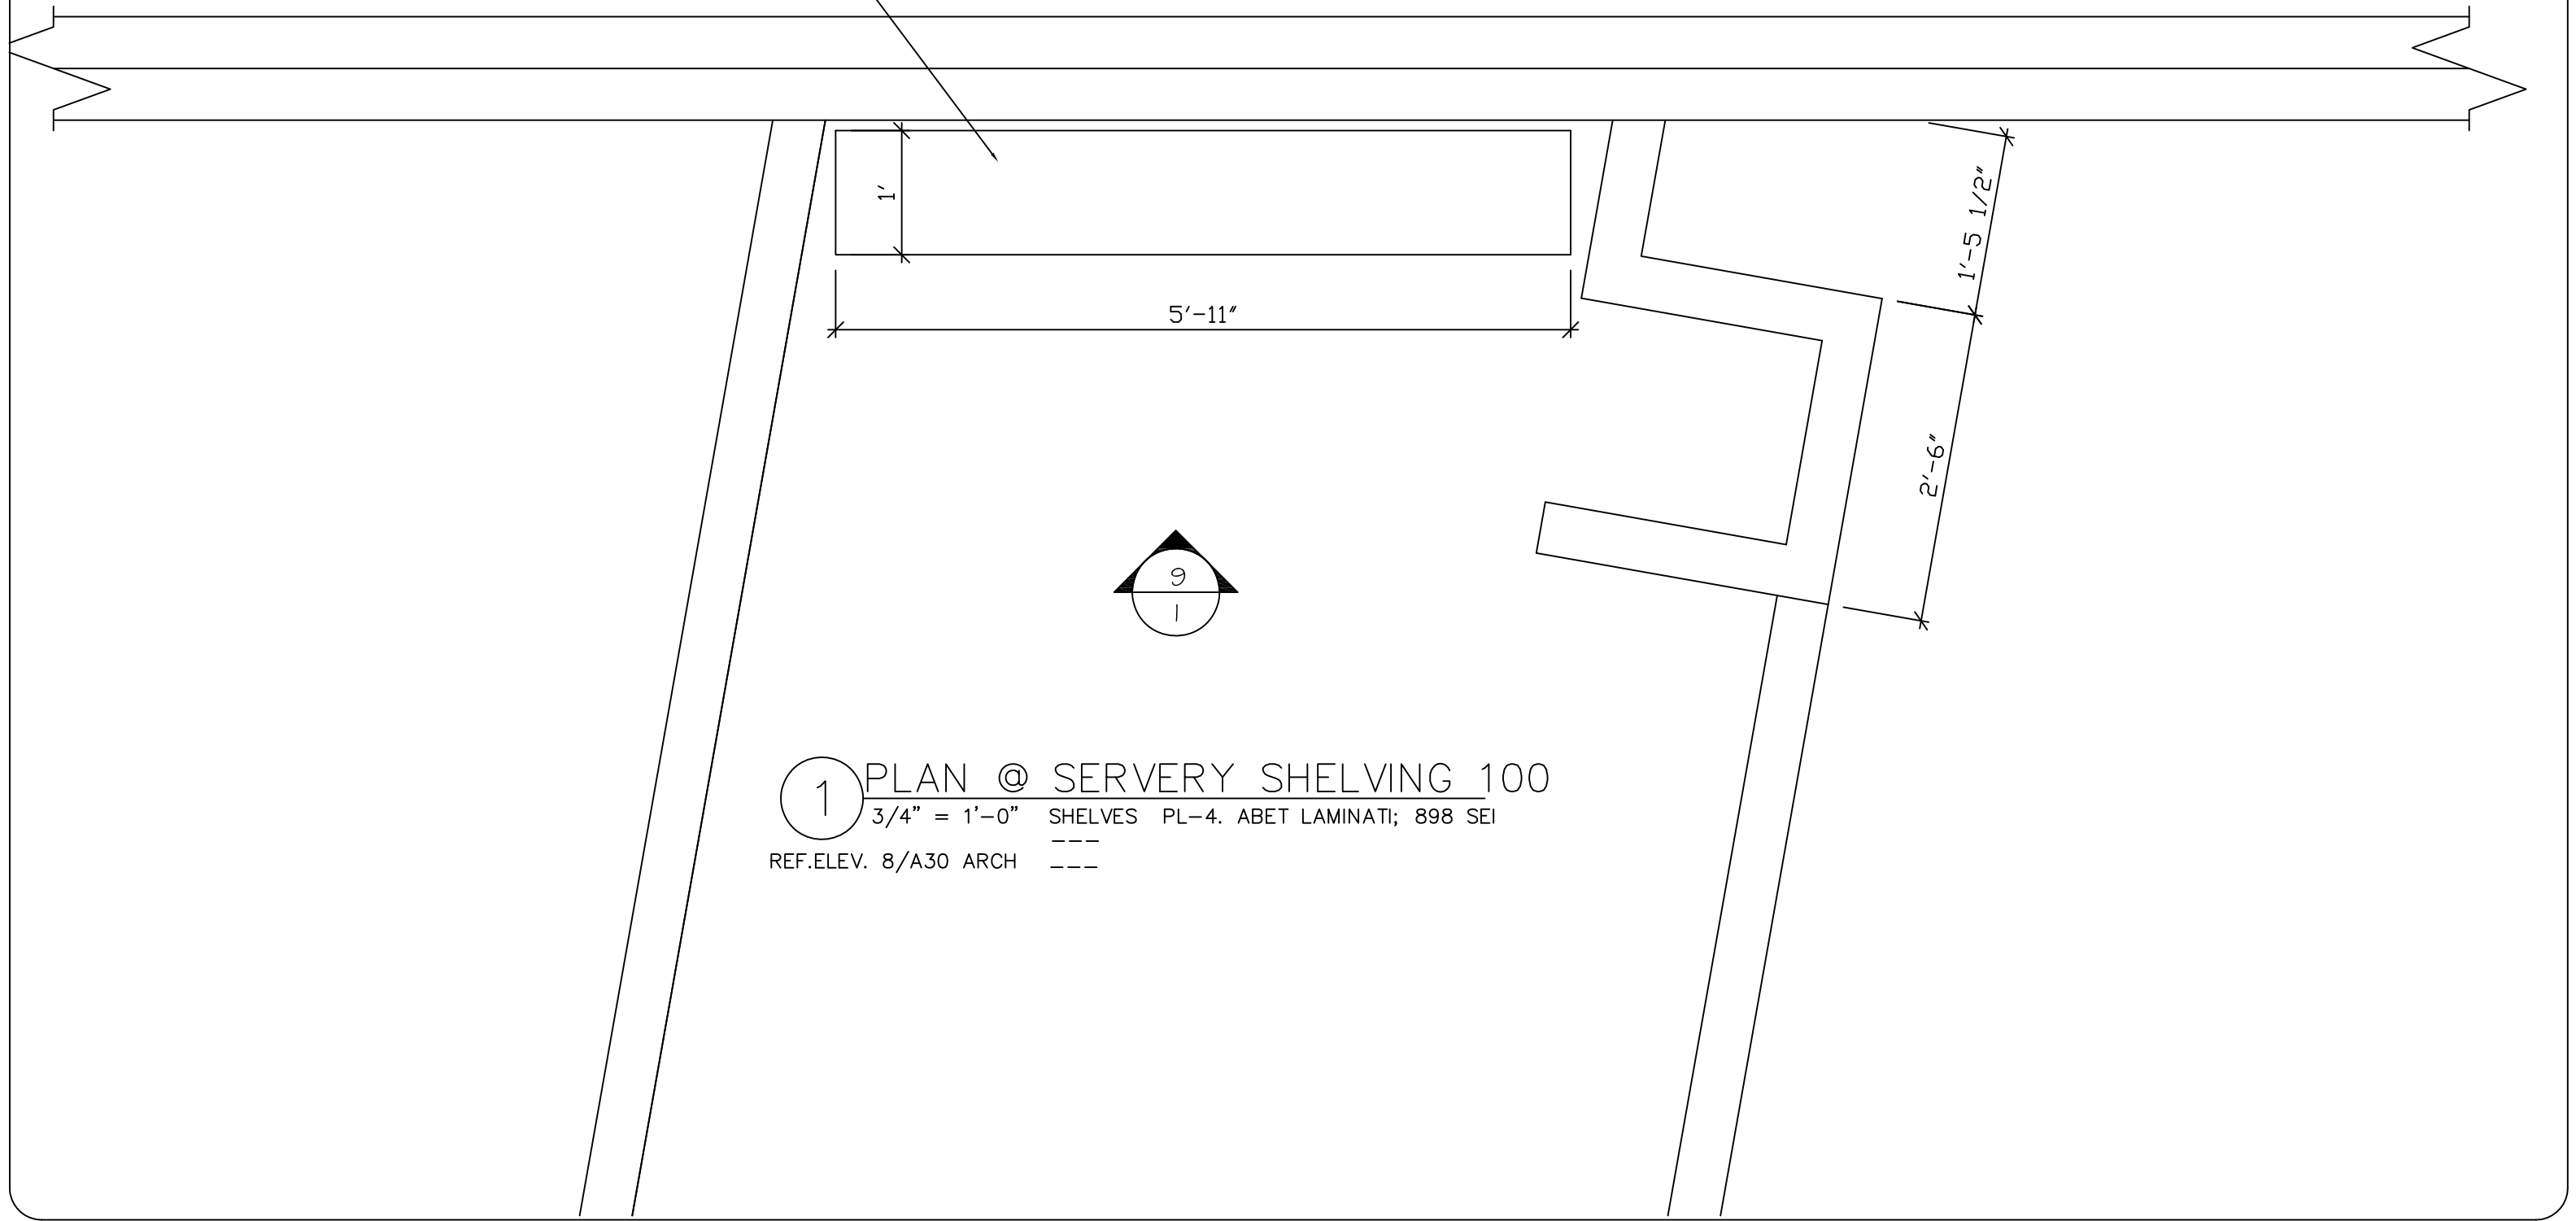 1'
1'-5 1/2"
5'-11"
2'-6"
9
1
1 PLAN @ SERVERY SHELVING 100
3/4" = 1'-0" SHELVES PL-4. ABET LAMINATI; 898 SEI
---
REF.ELEV. 8/A30 ARCH ---